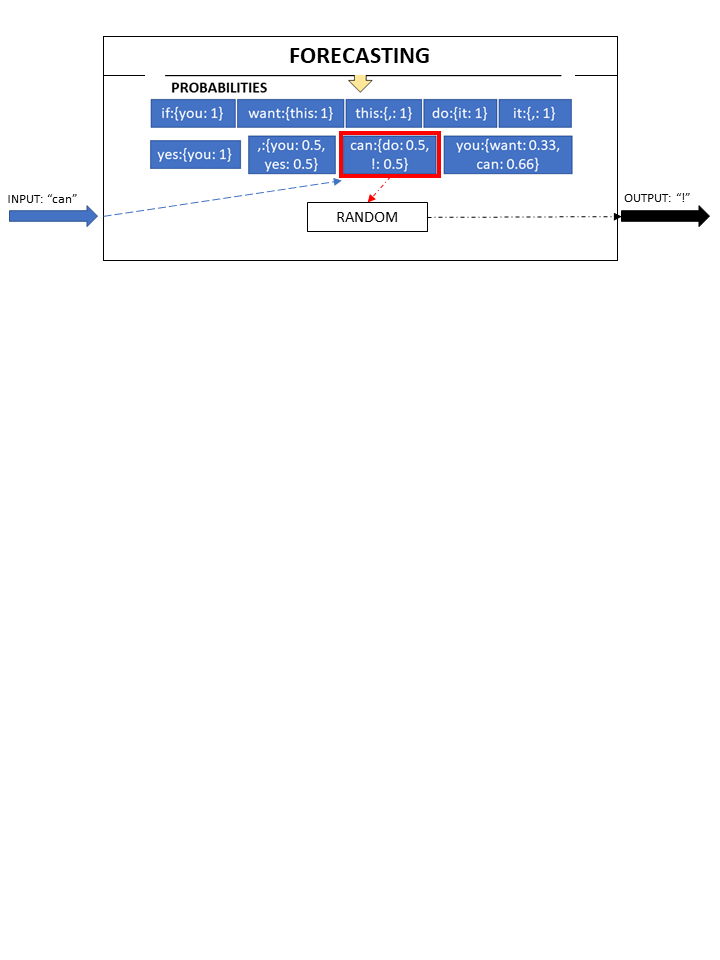 FORECASTING
PROBABILITIES
if:{you: 1}
want:{this: 1}
this:{,: 1}
do:{it: 1}
it:{,: 1}
yes:{you: 1}
,:{you: 0.5,
yes: 0.5}
can:{do: 0.5,
!: 0.5}
you:{want: 0.33,
can: 0.66}
INPUT: “can”
RANDOM
OUTPUT: “!”